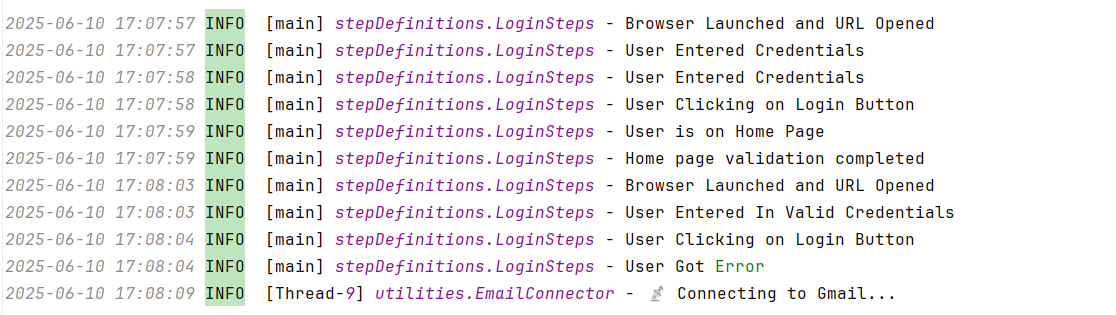 2025-06-10 17:07:57 INFO [main] stepDefinitions.LoginSteps - Browser Launched and URL Opened
2025-06-10 17:07:57 INFO [main] stepDefinitions.LoginSteps - User Entered Credentials
2025-06-10 17:07:58 INFO [main] stepDefinitions.LoginSteps - User Entered Credentials
2025-06-10 17:07:58 INFO [main] stepDefinitions.LoginSteps - User Clicking on Login Button
2025-06-10 17:07:59 INFO [main] stepDefinitions.LoginSteps - User is on Home Page
2025-06-10 17:07:59 INFO [main] stepDefinitions.LoginSteps - Home page validation completed
2025-06-10 17:08:03 INFO [main] stepDefinitions.LoginSteps - Browser Launched and URL Opened
2025-06-10 17:08:03 INFO [main] stepDefinitions.LoginSteps - User Entered In Valid Credentials
2025-06-10 17:08:04 INFO [main] stepDefinitions.LoginSteps - User Clicking on Login Button
2025-06-10 17:08:04 INFO [main] stepDefinitions.LoginSteps - User Got Error
2025-06-10 17:08:09 INFO [Thread-9] utilities.EmailConnector - 📡 Connecting to Gmail...